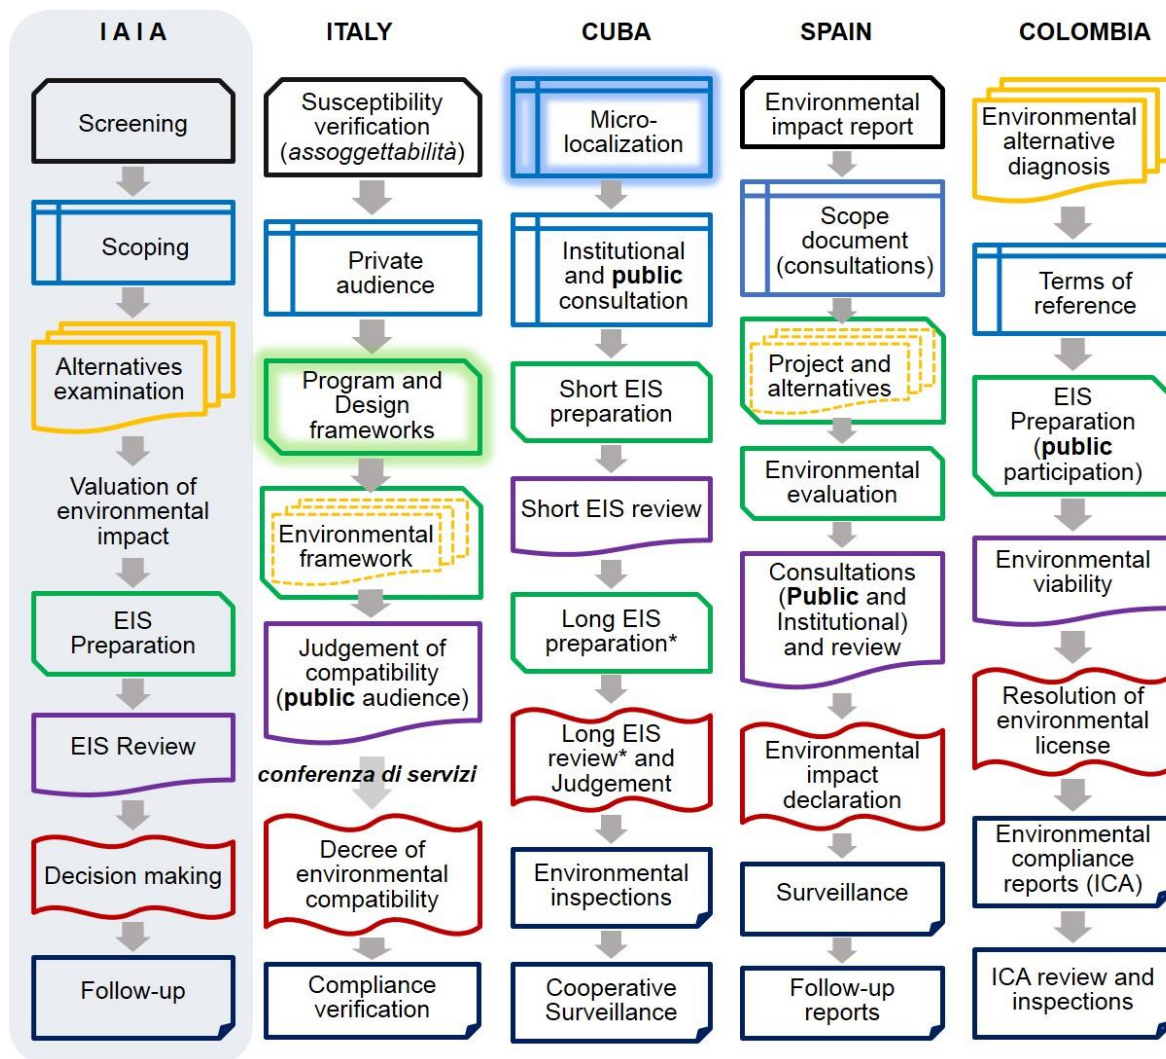 I A I A
Screening
Scoping
Alternatives
examination
Valuation of
environmental
impact
EIS
Preparation
EIS Review
Decision making
Follow-up
ITALY
Susceptibility
verification
(assoggettabilità)
Private
audience
Program and
Design
frameworks
Environmental
framework
Judgement of
compatibility
(public audience)
conferenza di servizi
Decree of
environmental
compatibility
Compliance
verification
CUBA
Micro-
localization
Institutional
and public
consultation
Short EIS
preparation
Short EIS review
Long EIS
preparation*
Long EIS
review* and
Judgement
Environmental
inspections
Cooperative
Surveillance
SPAIN
Environmental
impact report
Scope
document
(consultations)
Project and
alternatives
Environmental
evaluation
Consultations
(Public and
Institutional)
and review
Environmental
impact
declaration
Surveillance
Follow-up
reports
COLOMBIA
Environmental
alternative
diagnosis
Terms of
reference
EIS
Preparation
(public
participation)
Environmental
viability
Resolution of
environmental
license
Environmental
compliance
reports (ICA)
ICA review and
inspections